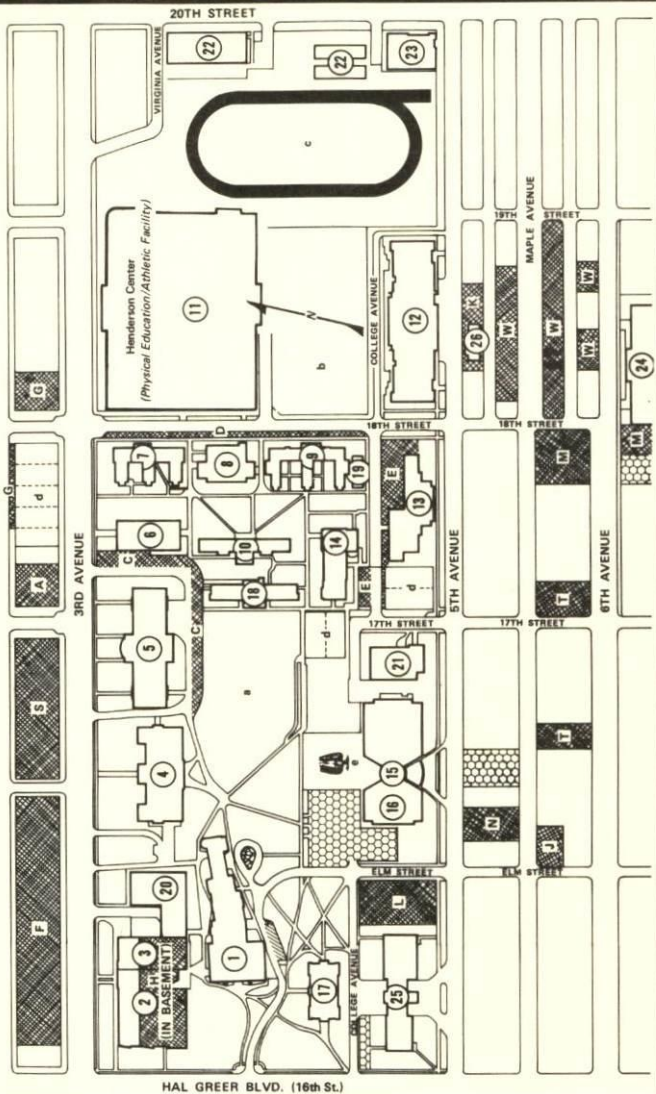 20TH STREET
VIRGINIA AVENUE
22
22
23
c
19TH STREET
MAPLE AVENUE
Henderson Center
(Physical Education/Athletic Facility)
11
N
b
COLLEGE AVENUE
12
K
26
W
W
W
W
24
G
18TH STREET
18TH STREET
M
M
G
d
A
3RD AVENUE
D
7
8
9
19
6
C
10
14
E
13
5TH AVENUE
6TH AVENUE
T
E
d
18
C
5
d
17TH STREET
17TH STREET
S
a
21
4
e
15
16
T
N
J
F
20
ELM STREET
ELM STREET
3
2
H
(IN BASEMENT)
1
17
L
COLLEGE AVENUE
25
HAL GREER BLVD. (16th St.)